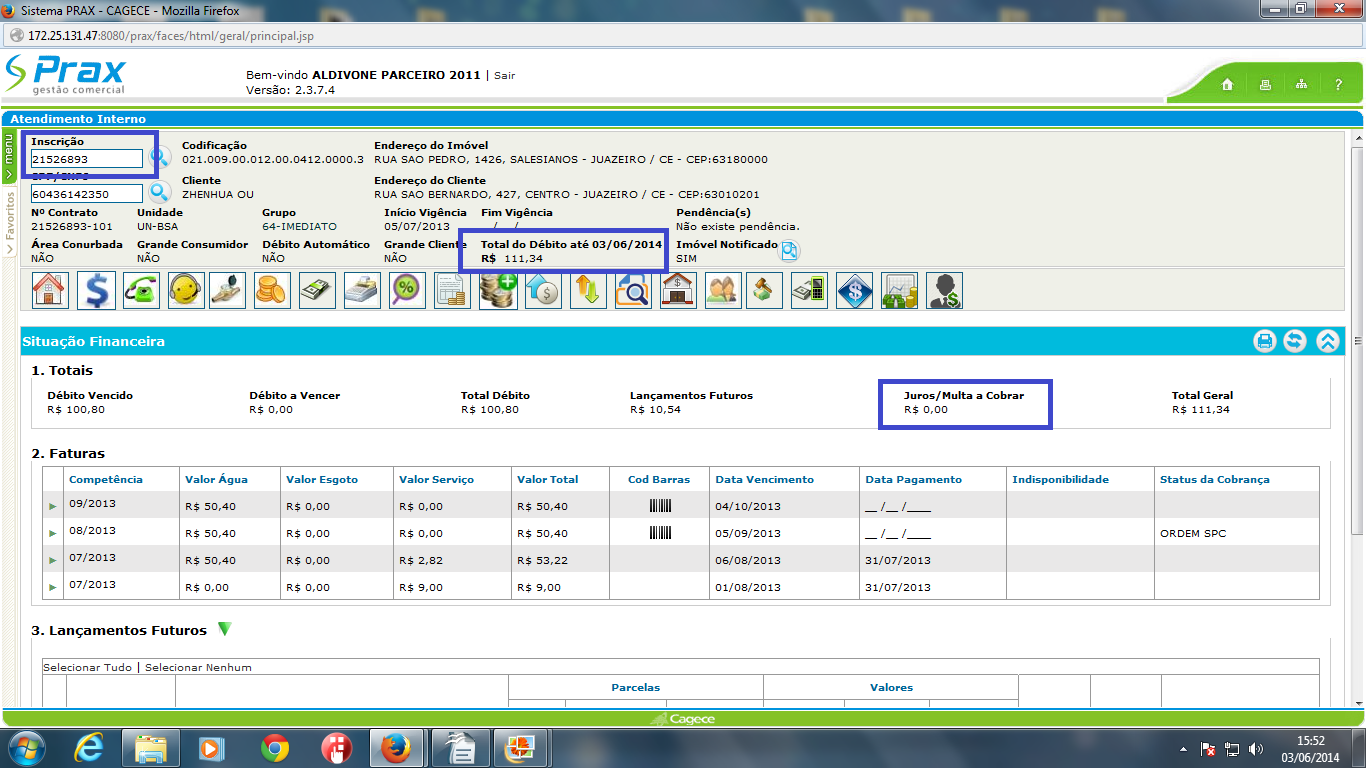 Sistema PRAX - CAGECE - Mozilla Firefox
172.25.131.47:8080/prax/faces/html/geral/principal.jsp
Prax
gestão comercial
Bem-vindo ALDIVONE PARCEIRO 2011 | Sair
Versão: 2.3.7.4
?
Atendimento Interno
menu
Favoritos
Inscrição
21526893
Codificação
021.009.00.012.00.0412.0000.3
Endereço do Imóvel
RUA SAO PEDRO, 1426, SALESIANOS - JUAZEIRO / CE - CEP:63180000
60436142350
Cliente
ZHENHUA OU
Endereço do Cliente
RUA SAO BERNARDO, 427, CENTRO - JUAZEIRO / CE - CEP:63010201
Nº Contrato Unidade Grupo Início Vigência Fim Vigência Pendência(s)
21526893-101 UN-BSA 64-IMEDIATO 05/07/2013 __/__/__ Não existe pendência.
Área Conurbada Grande Consumidor Débito Automático Grande Cliente Total do Débito até 03/06/2014 Imóvel Notificado
NÃO NÃO NÃO NÃO R$ 111,34 SIM
Situação Financeira
1. Totais
Débito Vencido Débito a Vencer Total Débito Lançamentos Futuros Juros/Multa a Cobrar Total Geral
R$ 100,80 R$ 0,00 R$ 100,80 R$ 10,54 R$ 0,00 R$ 111,34
2. Faturas
Competência Valor Água Valor Esgoto Valor Serviço Valor Total Cod Barras Data Vencimento Data Pagamento Indisponibilidade Status da Cobrança
09/2013 R$ 50,40 R$ 0,00 R$ 0,00 R$ 50,40 04/10/2013 __ /__ /____
08/2013 R$ 50,40 R$ 0,00 R$ 0,00 R$ 50,40 05/09/2013 __ /__ /____ ORDEM SPC
07/2013 R$ 50,40 R$ 0,00 R$ 2,82 R$ 53,22 06/08/2013 31/07/2013
07/2013 R$ 0,00 R$ 0,00 R$ 9,00 R$ 9,00 01/08/2013 31/07/2013
3. Lançamentos Futuros
Selecionar Tudo | Selecionar Nenhum
Parcelas Valores
Cagece
15:52
03/06/2014